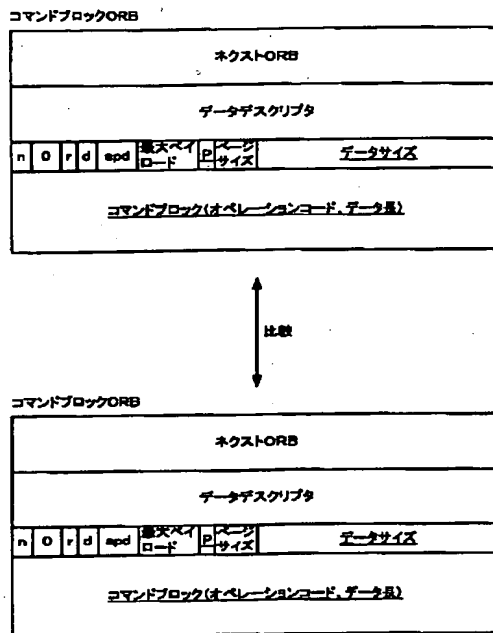 コマンドブロックORB
ネクストORB
データデスクリプタ
n 0 r d spd 最大ペイロード P ページサイズ データサイズ
コマンドブロック(オペレーションコード、データ長)
比較
コマンドブロックORB
ネクストORB
データデスクリプタ
n 0 r d spd 最大ペイロード P ページサイズ データサイズ
コマンドブロック(オペレーションコード、データ長)